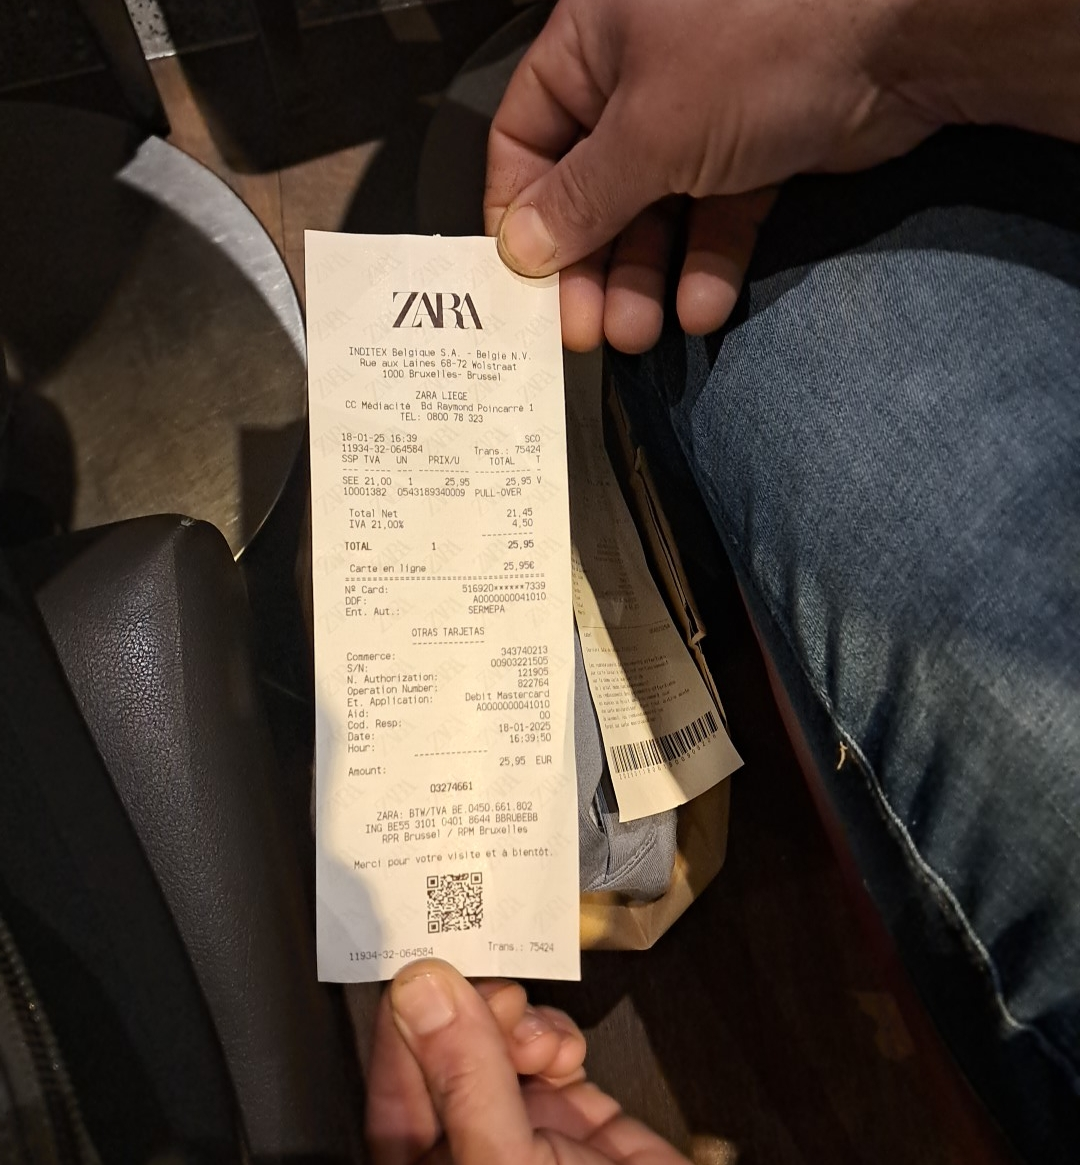 ZARA
INDITEX Belgique S.A. - Belgie N.V.
Rue aux Laines 68-72 Wolstraat
1000 Bruxelles- Brussel
ZARA LIEGE
CC Médiacité Bd Raymond Poincarré 1
TEL: 0800 78 323
18-01-25 16:39 SCO
11934-32-064584 Trans.: 75424
SSP TVA UN PRIX/U TOTAL T
SEE 21,00 1 25,95 25,95 V
10001382 0543189340009 PULL-OVER
Total Net 21,45
IVA 21,00% 4,50
TOTAL 1 25,95
Carte en ligne 25,95€
Nº Card: 516920******7339
DDF: A0000000041010
Ent. Aut.: SERMEPA
OTRAS TARJETAS
Commerce: 343740213
S/N: 00903221505
N. Authorization: 121905
Operation Number: 822764
Et. Application: Debit Mastercard
Aid: A0000000041010
Cod. Resp: 00
Date: 18-01-2025
Hour: 16:39:50
Amount: 25,95 EUR
03274661
ZARA: BTW/TVA BE.0450.661.802
ING BE55 3101 0401 8644 BBRUBEBB
RPR Brussel / RPM Bruxelles
Merci pour votre visite et à bientôt.
11934-32-064584 Trans.: 75424